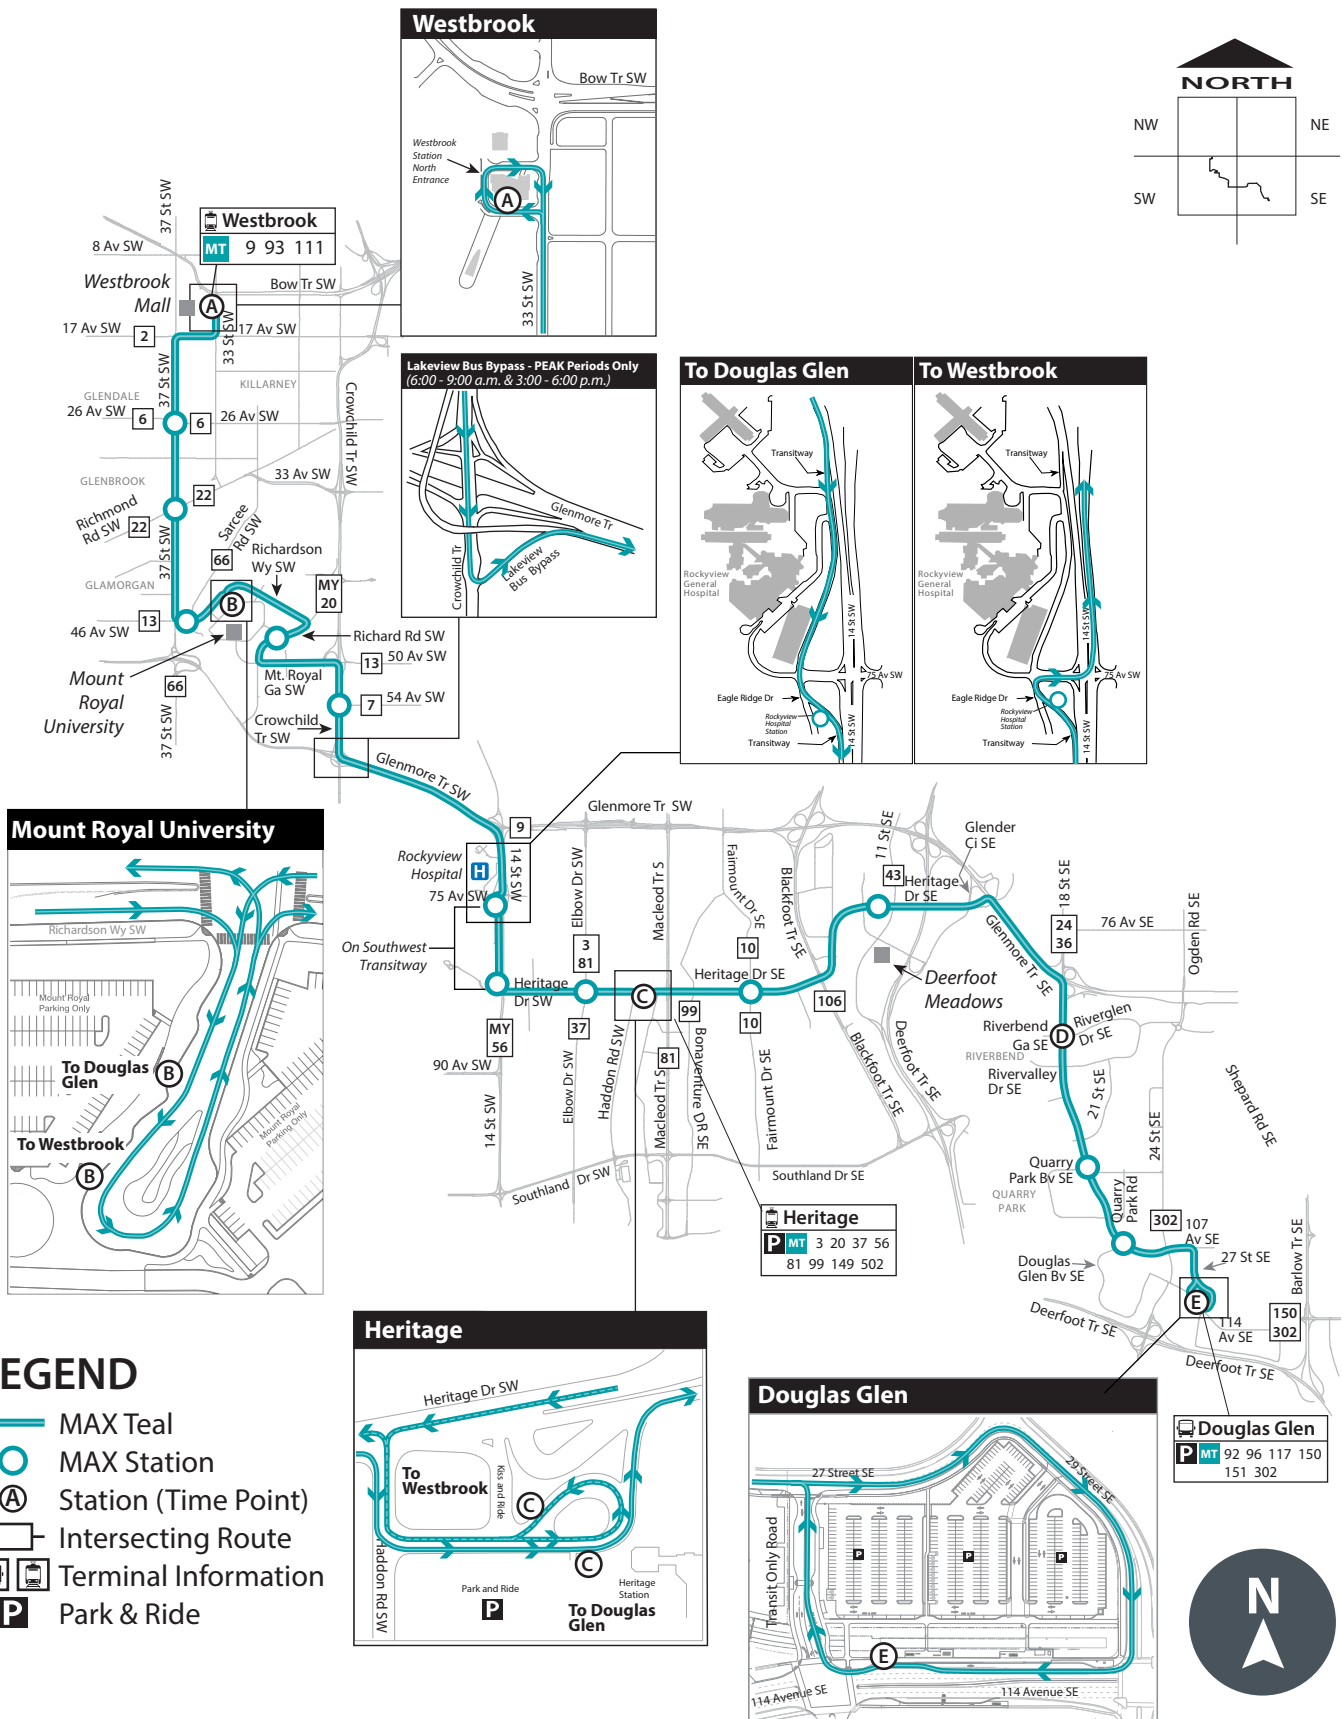 Westbrook
Bow Tr SW
Westbrook
Station
North
Entrance
A
33 St SW
NORTH
NW
NE
SW
SE
37 St SW
8 Av SW
Westbrook
MT 9 93 111
Westbrook
Mall
A
Bow Tr SW
17 Av SW
2
33 St SW
17 Av SW
37 St SW
KILLARNEY
GLENDALE
26 Av SW
6
6
26 Av SW
Crowchild Tr SW
GLENBROOK
33 Av SW
22
Richmond
Rd SW
22
Sarcee
Rd SW
37 St SW
66
Richardson
Wy SW
GLAMORGAN
B
MY
20
13
46 Av SW
Richard Rd SW
13
50 Av SW
Mt. Royal
Ga SW
Mount
Royal
University
66
7
54 Av SW
37 St SW
Crowchild
Tr SW
Glenmore Tr SW
Lakeview Bus Bypass - PEAK Periods Only
(6:00 - 9:00 a.m. & 3:00 - 6:00 p.m.)
Glenmore Tr
Crowchild Tr
Lakeview
Bus Bypass
To Douglas Glen
Transitway
Rockyview
General
Hospital
14 St SW
75 Av SW
Eagle Ridge Dr
Rockyview
Hospital
Station
14 St SW
Transitway
To Westbrook
Transitway
Rockyview
General
Hospital
14 St SW
75 Av SW
Eagle Ridge Dr
Rockyview
Hospital
Station
14 St SW
Transitway
Mount Royal University
Richardson Wy SW
Mount Royal
Parking Only
To Douglas
Glen
B
Mount Royal
Parking Only
To Westbrook
B
9
Glenmore Tr SW
Rockyview
Hospital
H
14 St SW
75 Av SW
On Southwest
Transitway
Elbow Dr SW
Macleod Tr S
Fairmount Dr SE
Blackfoot Tr SE
11 St SE
43
Heritage
Dr SE
Glender
Ci SE
18 St SE
24
36
76 Av SE
Ogden Rd SE
3
81
10
Heritage
Dr SW
Heritage Dr SE
C
99
106
Glenmore Tr SE
Deerfoot
Meadows
MY
56
37
10
81
90 Av SW
Elbow Dr SW
Haddon Rd SW
Macleod Tr S
Bonaventure DR SE
Fairmount Dr SE
Blackfoot Tr SE
Deerfoot Tr SE
14 St SW
Southland Dr SW
Southland Dr SE
Riverbend
Ga SE
D
Riverglen
Dr SE
RIVERBEND
Rivervalley
Dr SE
21 St SE
Shepard Rd SE
24 St SE
Quarry
Park Bv SE
QUARRY
PARK
Quarry
Park Rd
302
107
Av SE
27 St SE
Barlow Tr SE
Douglas
Glen Bv SE
E
Deerfoot Tr SE
114
Av SE
150
302
Deerfoot Tr SE
Heritage
P MT 3 20 37 56
81 99 149 502
Douglas Glen
P MT 92 96 117 150
151 302
Heritage
Heritage Dr SW
To
Westbrook
Kiss and Ride
C
C
Haddon Rd SW
Park and Ride
P
Heritage
Station
To Douglas
Glen
Douglas Glen
27 Street SE
29 Street SE
Transit Only Road
P
P
P
E
114 Avenue SE
114 Avenue SE
EGEND
MAX Teal
MAX Station
A Station (Time Point)
Intersecting Route
Terminal Information
P Park & Ride
N